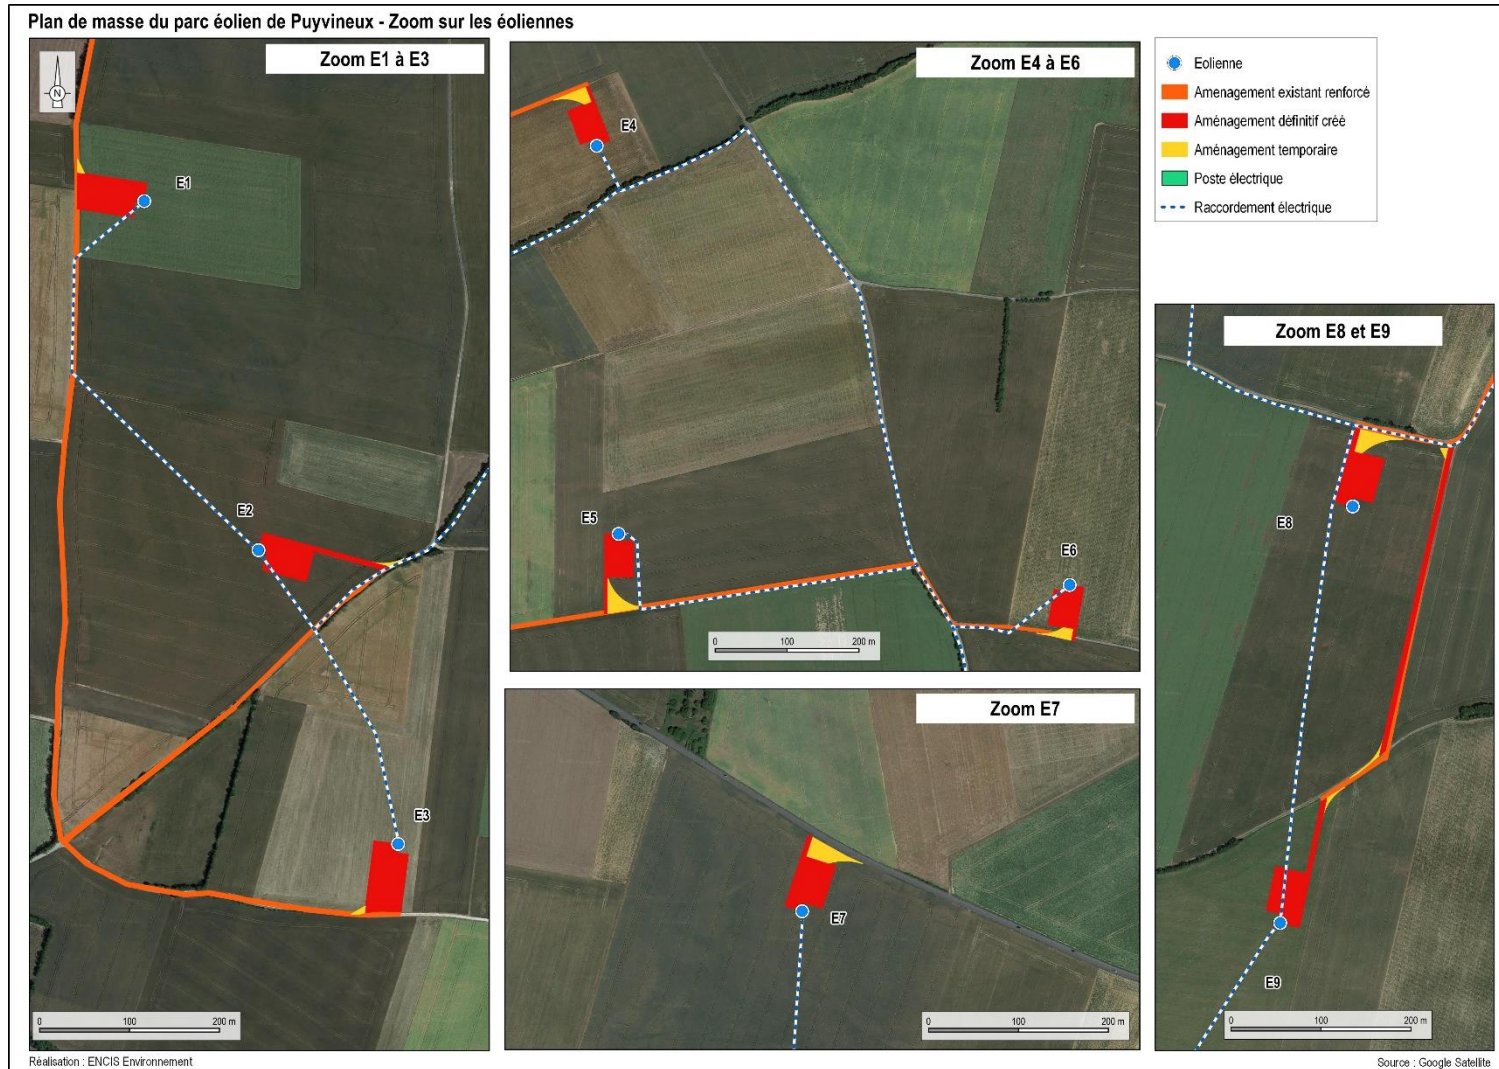 Plan de masse du parc éolien de Puyvineux - Zoom sur les éoliennes
Zoom E1 à E3
N
E1
E2
E3
0 100 200 m
Zoom E4 à E6
E4
E5
E6
0 100 200 m
Zoom E7
E7
0 100 200 m
Eolienne
Amenagement existant renforcé
Aménagement définitif créé
Aménagement temporaire
Poste électrique
Raccordement électrique
Zoom E8 et E9
E8
E9
0 100 200 m
Réalisation : ENCIS Environnement
Source : Google Satellite